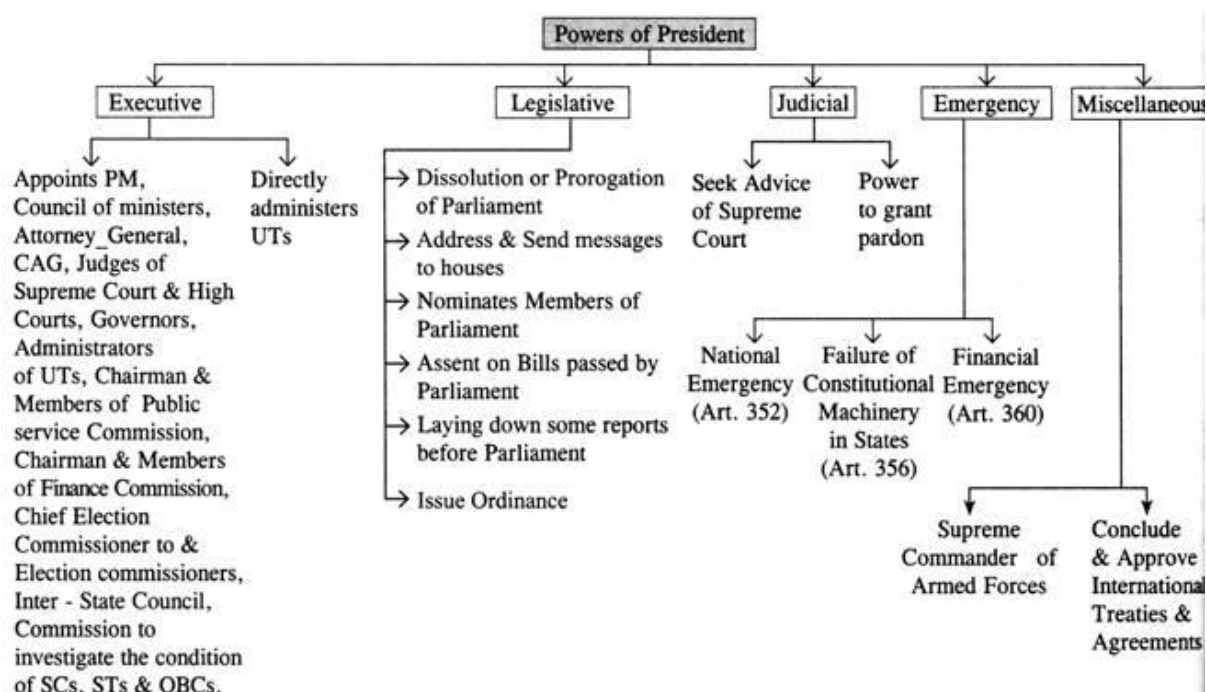 Powers of President
Executive
Legislative
Judicial
Emergency
Miscellaneous
Appoints PM,
Council of ministers,
Attorney_General,
CAG, Judges of
Supreme Court & High
Courts, Governors,
Administrators
of UTs, Chairman &
Members of Public
service Commission,
Chairman & Members
of Finance Commission,
Chief Election
Commissioner to &
Election commissioners,
Inter - State Council,
Commission to
investigate the condition
of SCs, STs & OBCs.
Directly
administers
UTs
Dissolution or Prorogation
of Parliament
Address & Send messages
to houses
Nominates Members of
Parliament
Assent on Bills passed by
Parliament
Laying down some reports
before Parliament
Issue Ordinance
Seek Advice
of Supreme
Court
Power
to grant
pardon
National
Emergency
(Art. 352)
Failure of
Constitutional
Machinery
in States
(Art. 356)
Financial
Emergency
(Art. 360)
Supreme
Commander of
Armed Forces
Conclude
& Approve
International
Treaties &
Agreements